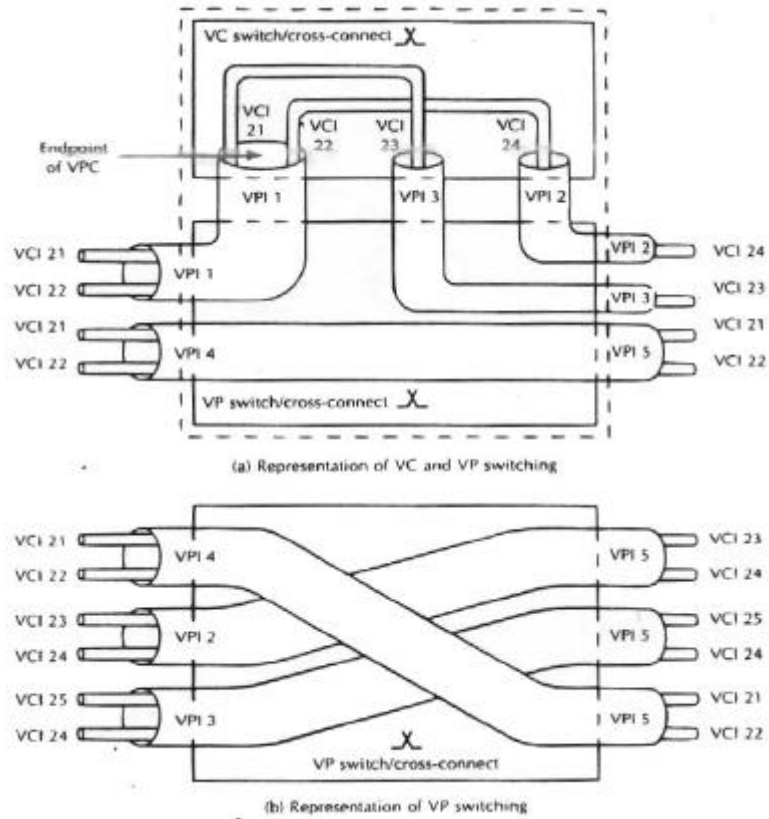 VC switch/cross-connect
VCI 21
VCI 22
VCI 23
VCI 24
Endpoint of VPC
VPI 1
VPI 3
VPI 2
VCI 21
VPI 1
VPI 2
VCI 24
VCI 22
VPI 3
VCI 23
VCI 21
VPI 4
VPI 5
VCI 21
VCI 22
VCI 22
VP switch/cross-connect
(a) Representation of VC and VP switching
VCI 21
VPI 4
VPI 5
VCI 23
VCI 22
VCI 24
VCI 23
VPI 2
VPI 5
VCI 25
VCI 24
VCI 24
VCI 25
VPI 3
VPI 5
VCI 21
VCI 24
VCI 22
VP switch/cross-connect
(b) Representation of VP switching